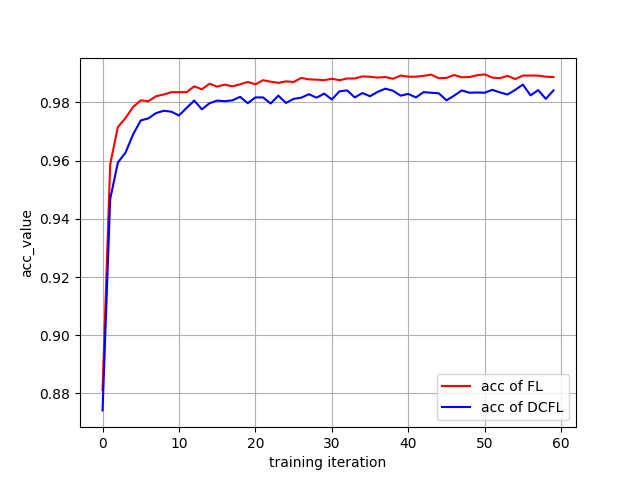 0.98
0.96
0.94
0.92
0.90
0.88
acc_value
acc of FL
acc of DCFL
0 10 20 30 40 50 60
training iteration